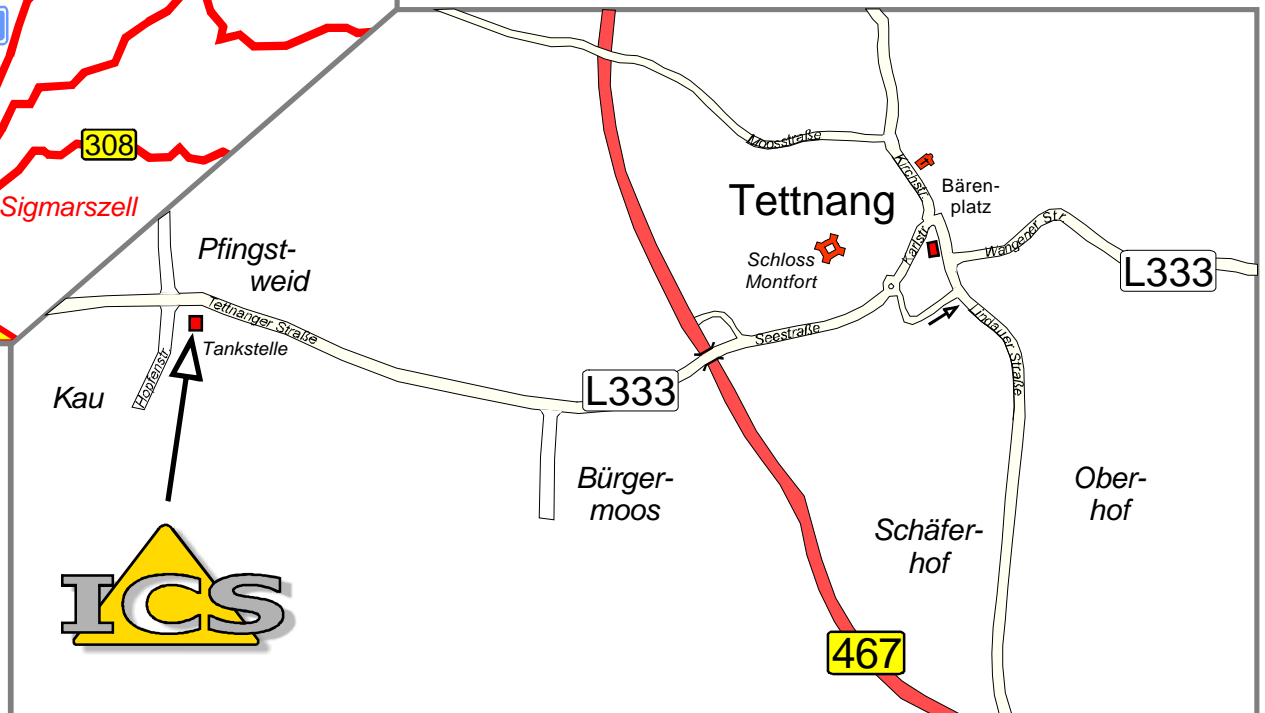 308
Sigmarszell
Moosstraße
Kirchstr
Tettnang
Bären-
platz
Karlstr
Wangener Str
L333
Schloss
Montfort
Pfingst-
weid
Tettnanger Straße
Tankstelle
Hopfenstr
Kau
Seestraße
Lindauer Straße
L333
Bürger-
moos
Ober-
hof
Schäfer-
hof
ICS
467